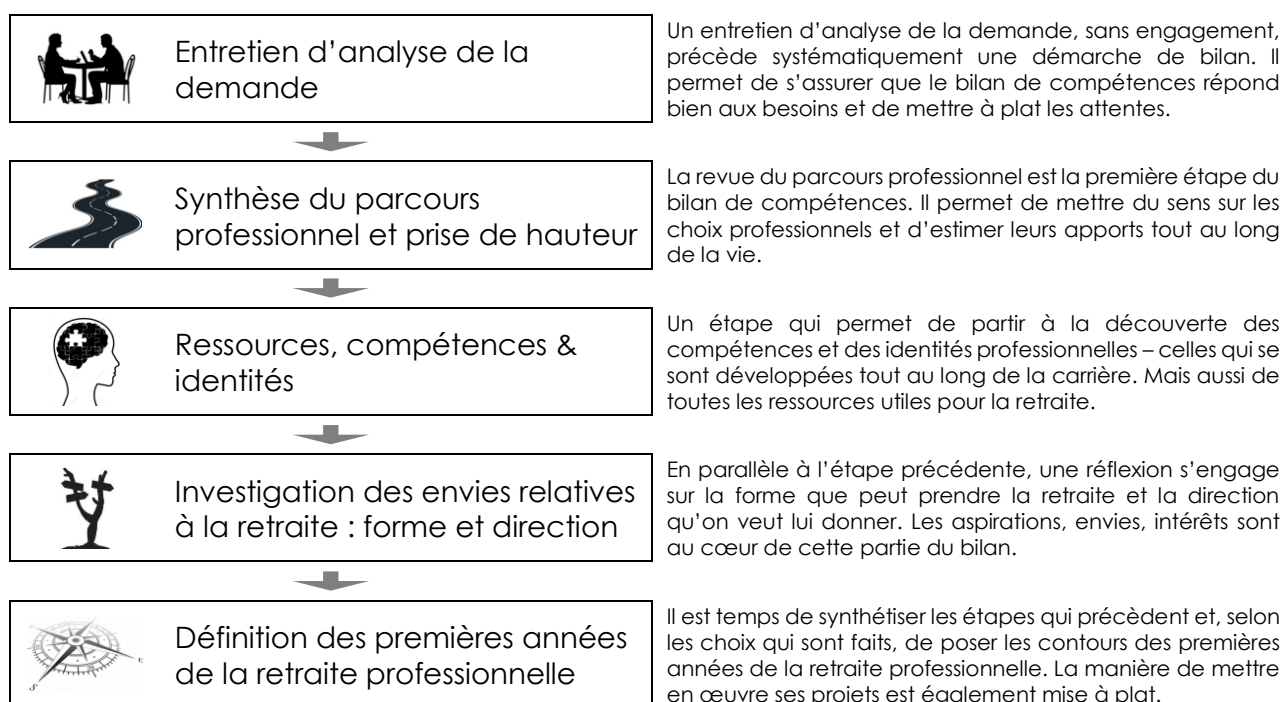 Entretien d’analyse de la
demande
Un entretien d’analyse de la demande, sans engagement,
précède systématiquement une démarche de bilan. Il
permet de s’assurer que le bilan de compétences répond
bien aux besoins et de mettre à plat les attentes.
Synthèse du parcours
professionnel et prise de hauteur
La revue du parcours professionnel est la première étape du
bilan de compétences. Il permet de mettre du sens sur les
choix professionnels et d’estimer leurs apports tout au long
de la vie.
Ressources, compétences &
identités
Un étape qui permet de partir à la découverte des
compétences et des identités professionnelles – celles qui se
sont développées tout au long de la carrière. Mais aussi de
toutes les ressources utiles pour la retraite.
Investigation des envies relatives
à la retraite : forme et direction
En parallèle à l’étape précédente, une réflexion s’engage
sur la forme que peut prendre la retraite et la direction
qu’on veut lui donner. Les aspirations, envies, intérêts sont
au cœur de cette partie du bilan.
S
E
Définition des premières années
de la retraite professionnelle
Il est temps de synthétiser les étapes qui précèdent et, selon
les choix qui sont faits, de poser les contours des premières
années de la retraite professionnelle. La manière de mettre
en œuvre ses projets est également mise à plat.